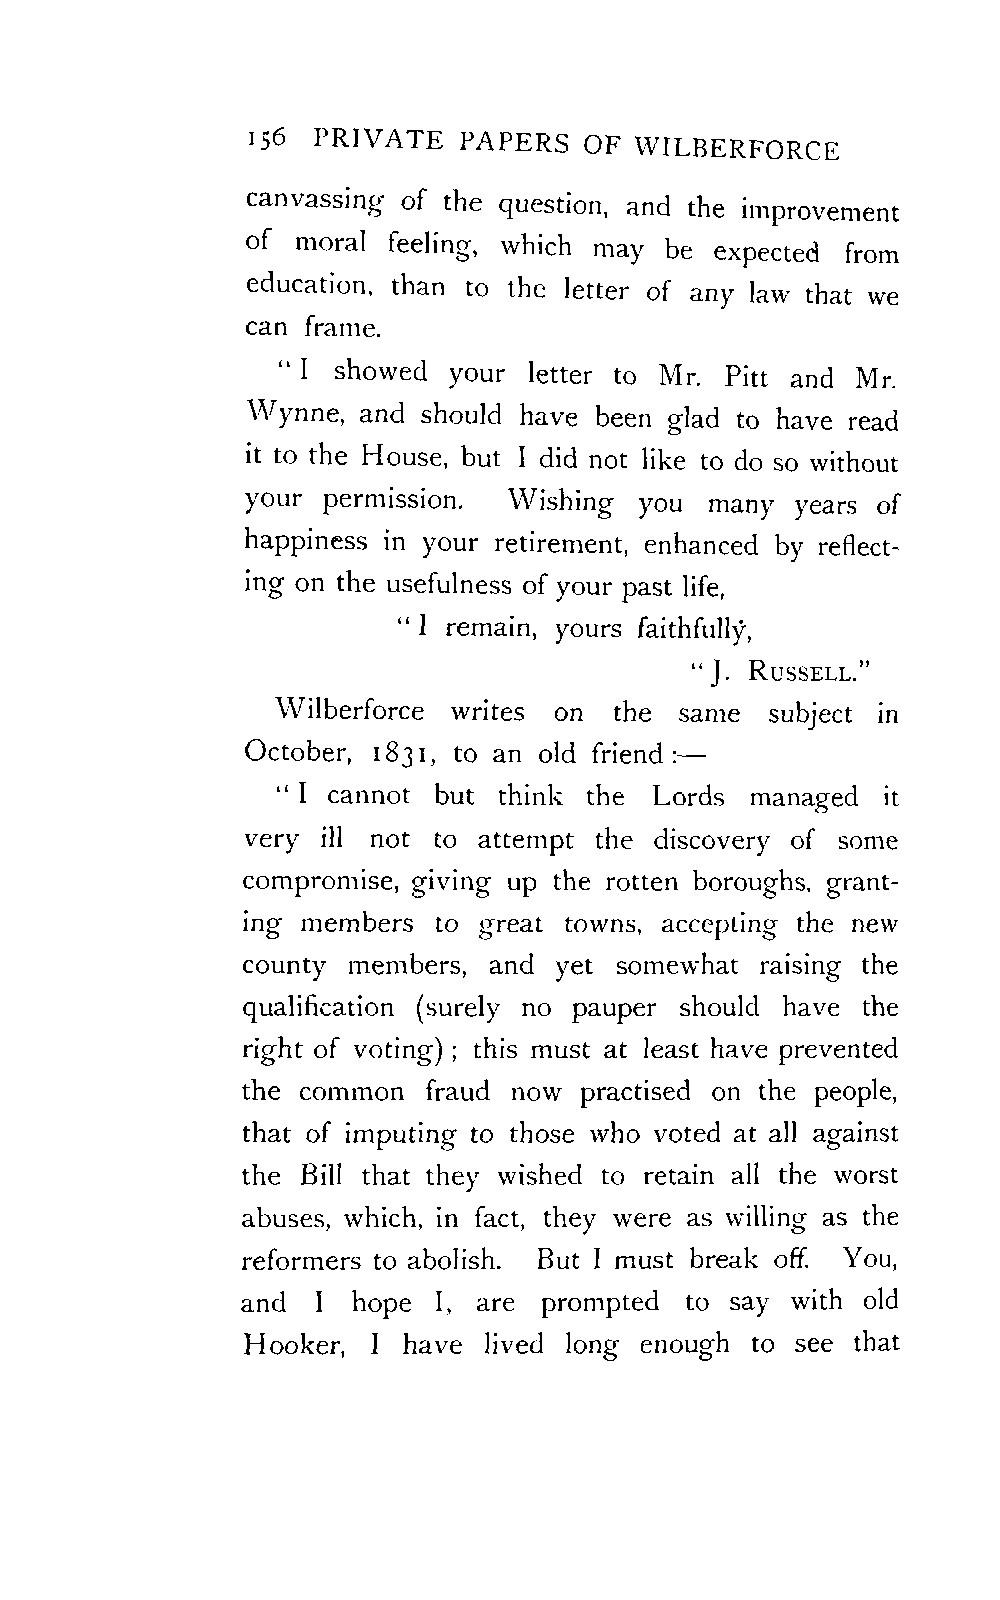 156 PRIVATE PAPERS OF WILBERFORCE
canvassing of the question, and the improvement
of moral feeling, which may be expected from
education, than to the letter of any law that we
can frame.
“I showed your letter to Mr. Pitt and Mr.
Wynne, and should have been glad to have read
it to the House, but I did not like to do so without
your permission. Wishing you many years of
happiness in your retirement, enhanced by reflect-
ing on the usefulness of your past life,
“I remain, yours faithfully,
“J. RUSSELL.”
Wilberforce writes on the same subject in
October, 1831, to an old friend:—
“I cannot but think the Lords managed it
very ill not to attempt the discovery of some
compromise, giving up the rotten boroughs, grant-
ing members to great towns, accepting the new
county members, and yet somewhat raising the
qualification (surely no pauper should have the
right of voting); this must at least have prevented
the common fraud now practised on the people,
that of imputing to those who voted at all against
the Bill that they wished to retain all the worst
abuses, which, in fact, they were as willing as the
reformers to abolish. But I must break off. You,
and I hope I, are prompted to say with old
Hooker, I have lived long enough to see that